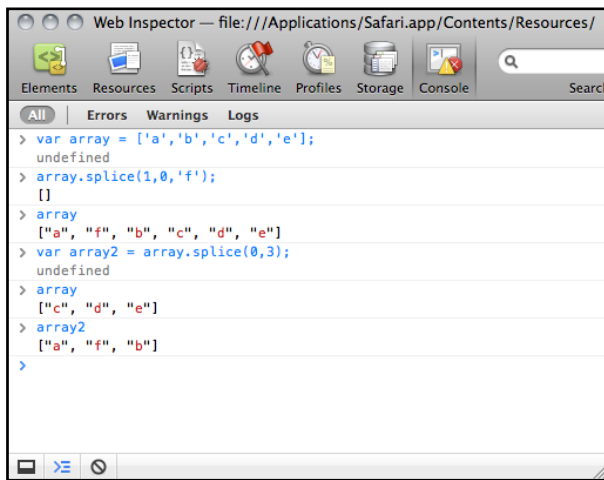 Web Inspector — file:///Applications/Safari.app/Contents/Resources/
Elements Resources Scripts Timeline Profiles Storage Console Searc
All Errors Warnings Logs
> var array = ['a','b','c','d','e'];
undefined
> array.splice(1,0,'f');
[]
> array
["a", "f", "b", "c", "d", "e"]
> var array2 = array.splice(0,3);
undefined
> array
["c", "d", "e"]
> array2
["a", "f", "b"]
>